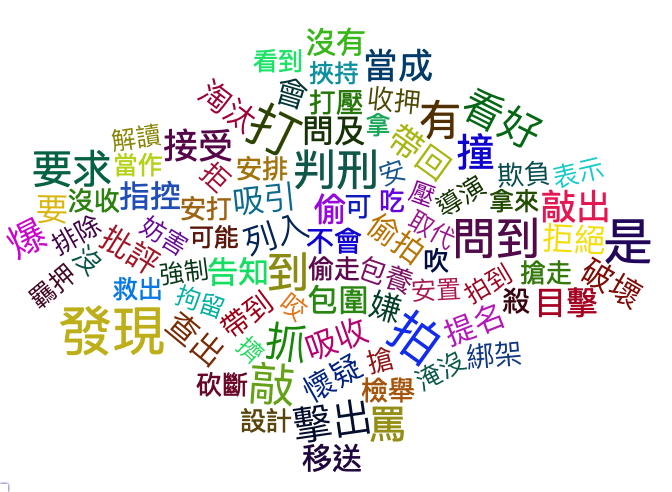 沒有
看到
挾持
當成
淘汰
會
打壓
收押
有
看好
解讀
接受
打
問及
拿
帶回
撞
要求
當作
拒
安排
判刑
安
壓
導演
欺負
表示
要
沒收
指控
安打
吸引
偷
可
吃
取代
拿來
敲出
爆
排除
批評
妨害
可能
列入
不會
偷拍
吹
問到
拒絕
是
羈押
沒
強制
告知
到
偷走
包養
安置
拍到
搶走
破壞
救出
拘留
帶到
咬
包圍
嫌
殺
目擊
發現
查出
擠
抓
吸收
拍
提名
砍斷
敲
懷疑
搶
檢舉
淹沒
綁架
設計
擊出
罵
移送